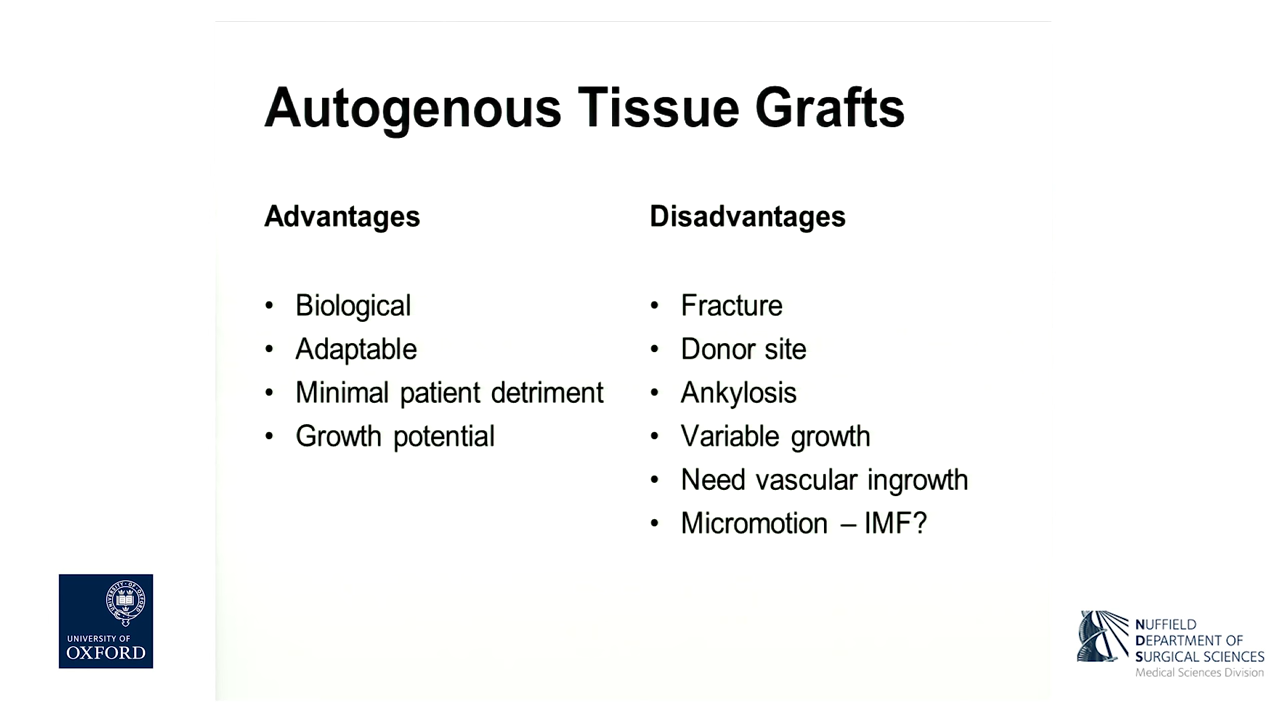 Autogenous Tissue Grafts
Advantages
• Biological
• Adaptable
• Minimal patient detriment
• Growth potential
Disadvantages
• Fracture
• Donor site
• Ankylosis
• Variable growth
• Need vascular ingrowth
• Micromotion – IMF?
UNIVERSITY OF
OXFORD
NUFFIELD
DEPARTMENT OF
SURGICAL SCIENCES
Medical Sciences Division